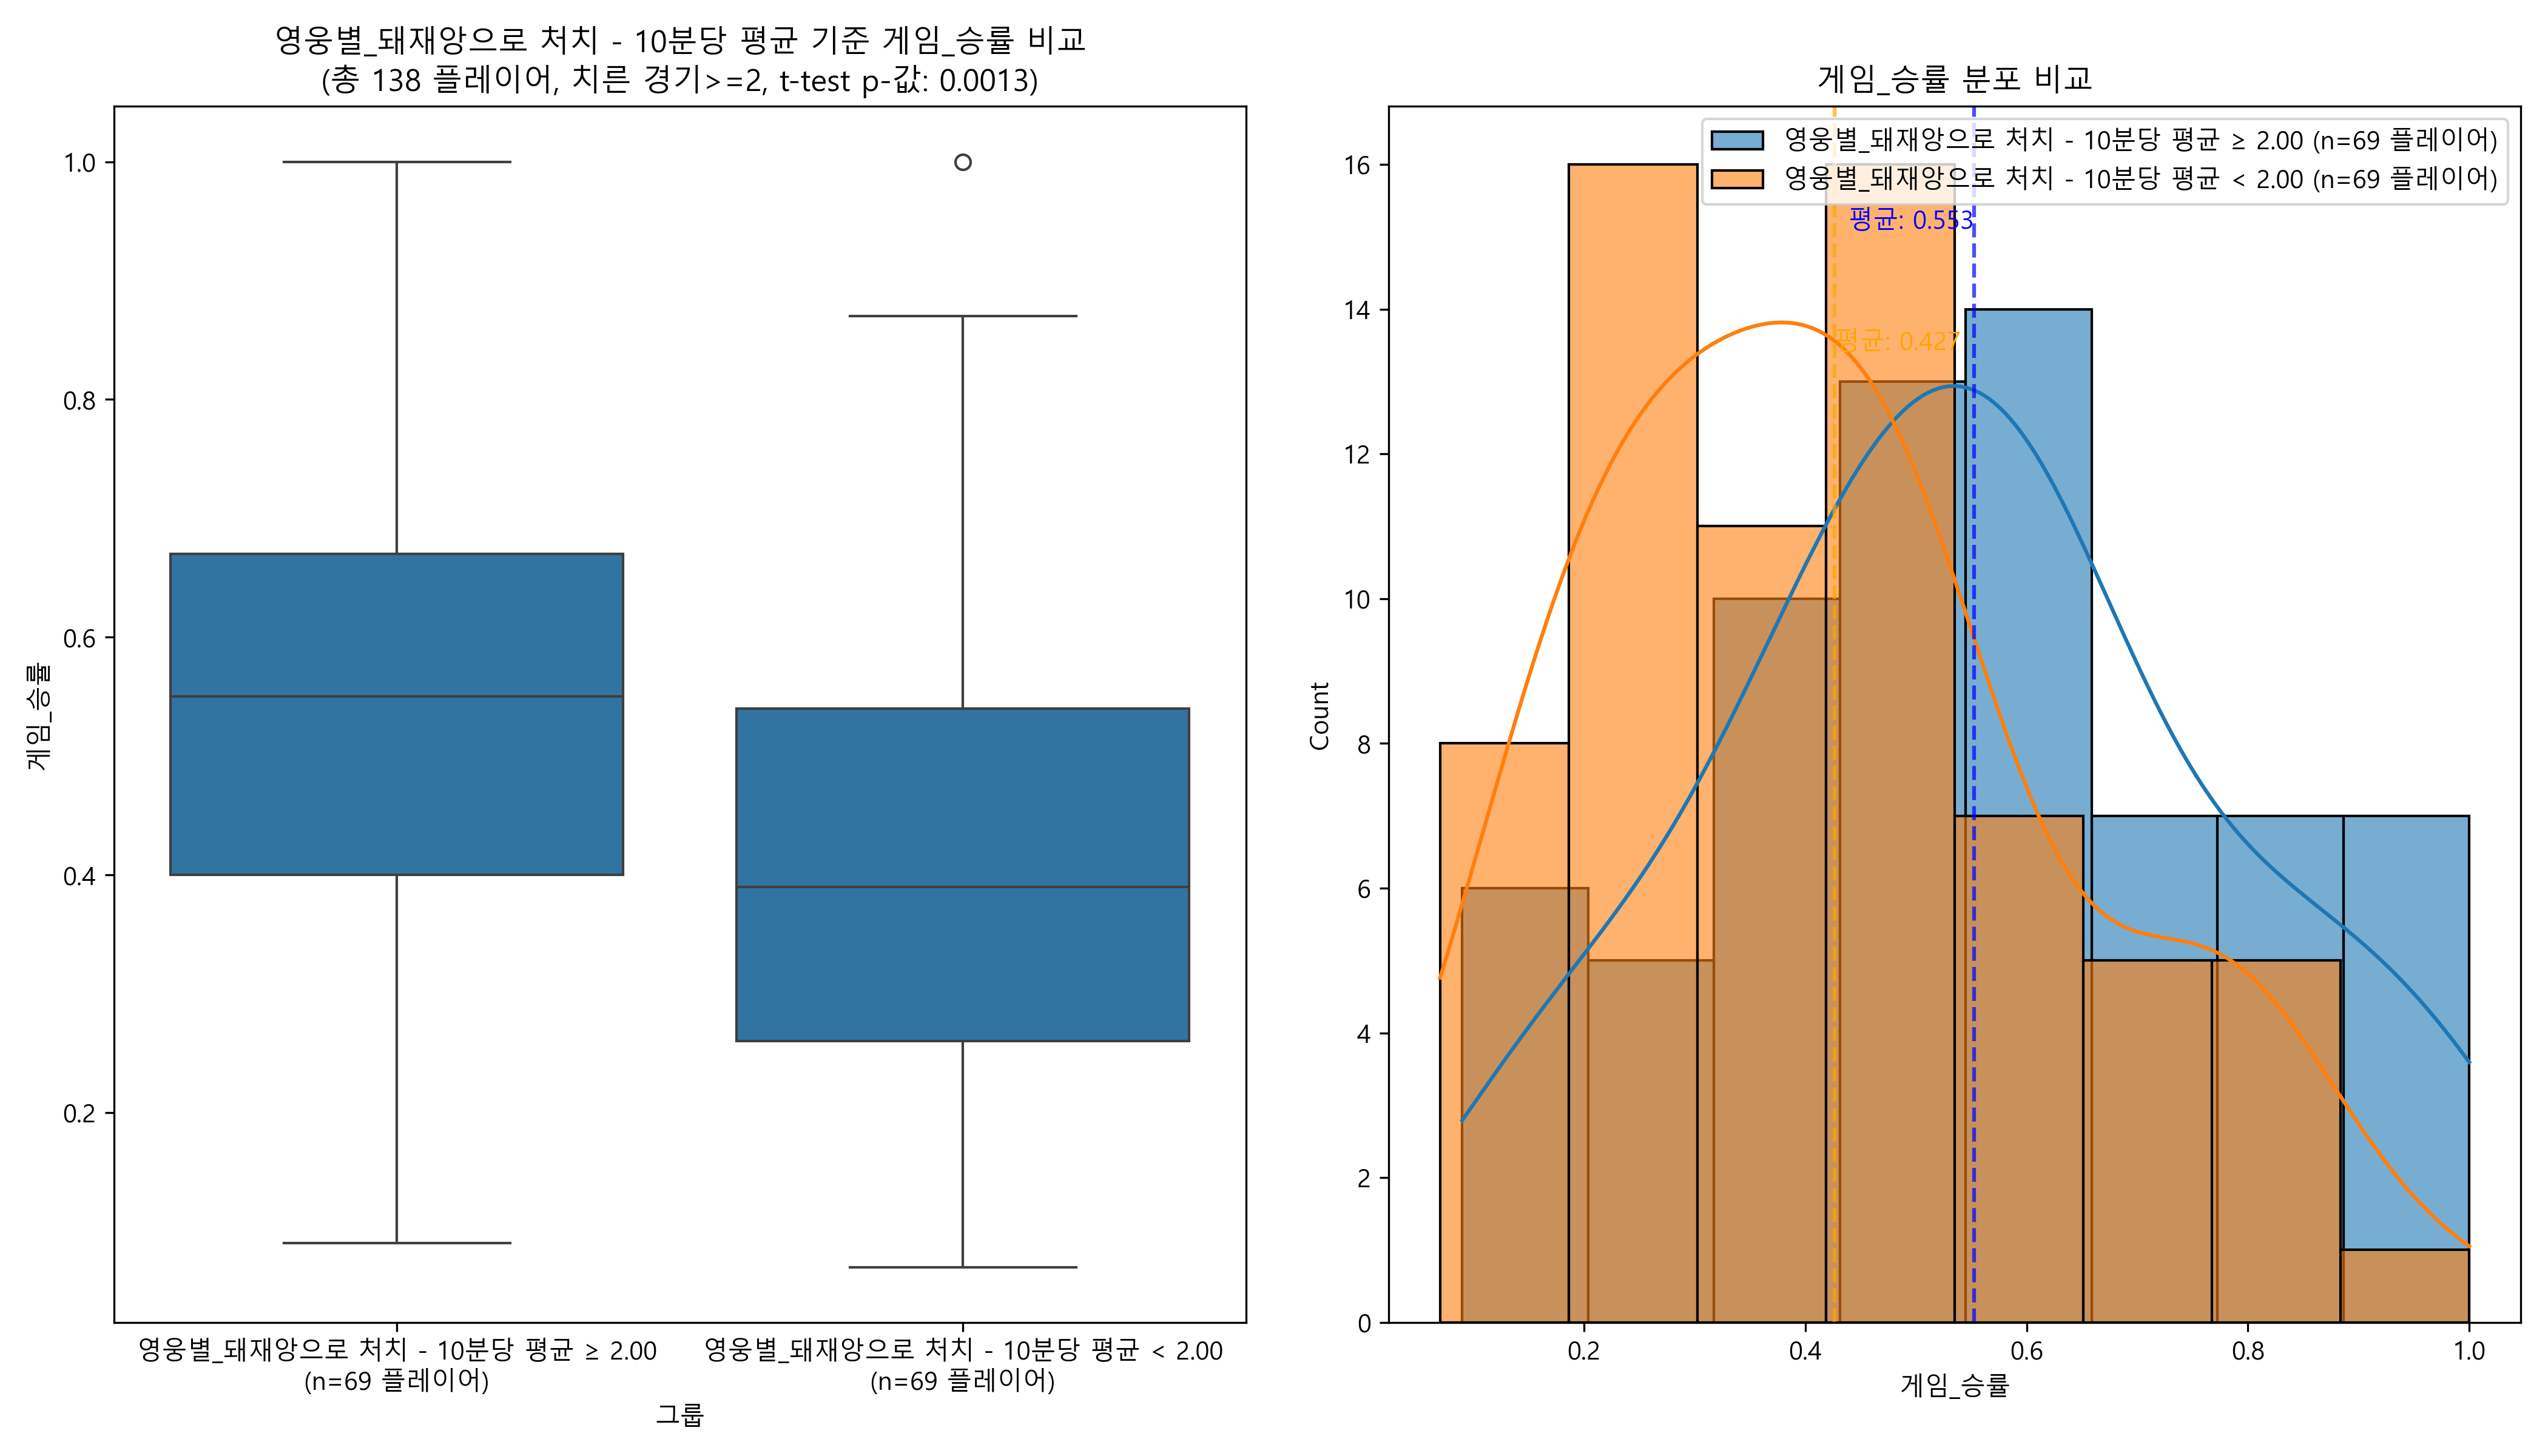 영웅별_돼재앙으로 처치 - 10분당 평균 기준 게임_승률 비교
(총 138 플레이어, 치른 경기>=2, t-test p-값: 0.0013)
1.0
0.8
0.6
0.4
0.2
게임_승률
영웅별_돼재앙으로 처치 - 10분당 평균 ≥ 2.00
(n=69 플레이어)
영웅별_돼재앙으로 처치 - 10분당 평균 < 2.00
(n=69 플레이어)
그룹
게임_승률 분포 비교
영웅별_돼재앙으로 처치 - 10분당 평균 ≥ 2.00 (n=69 플레이어)
영웅별_돼재앙으로 처치 - 10분당 평균 < 2.00 (n=69 플레이어)
평균: 0.553
평균: 0.427
16
14
12
10
8
6
4
2
0
Count
0.2 0.4 0.6 0.8 1.0
게임_승률